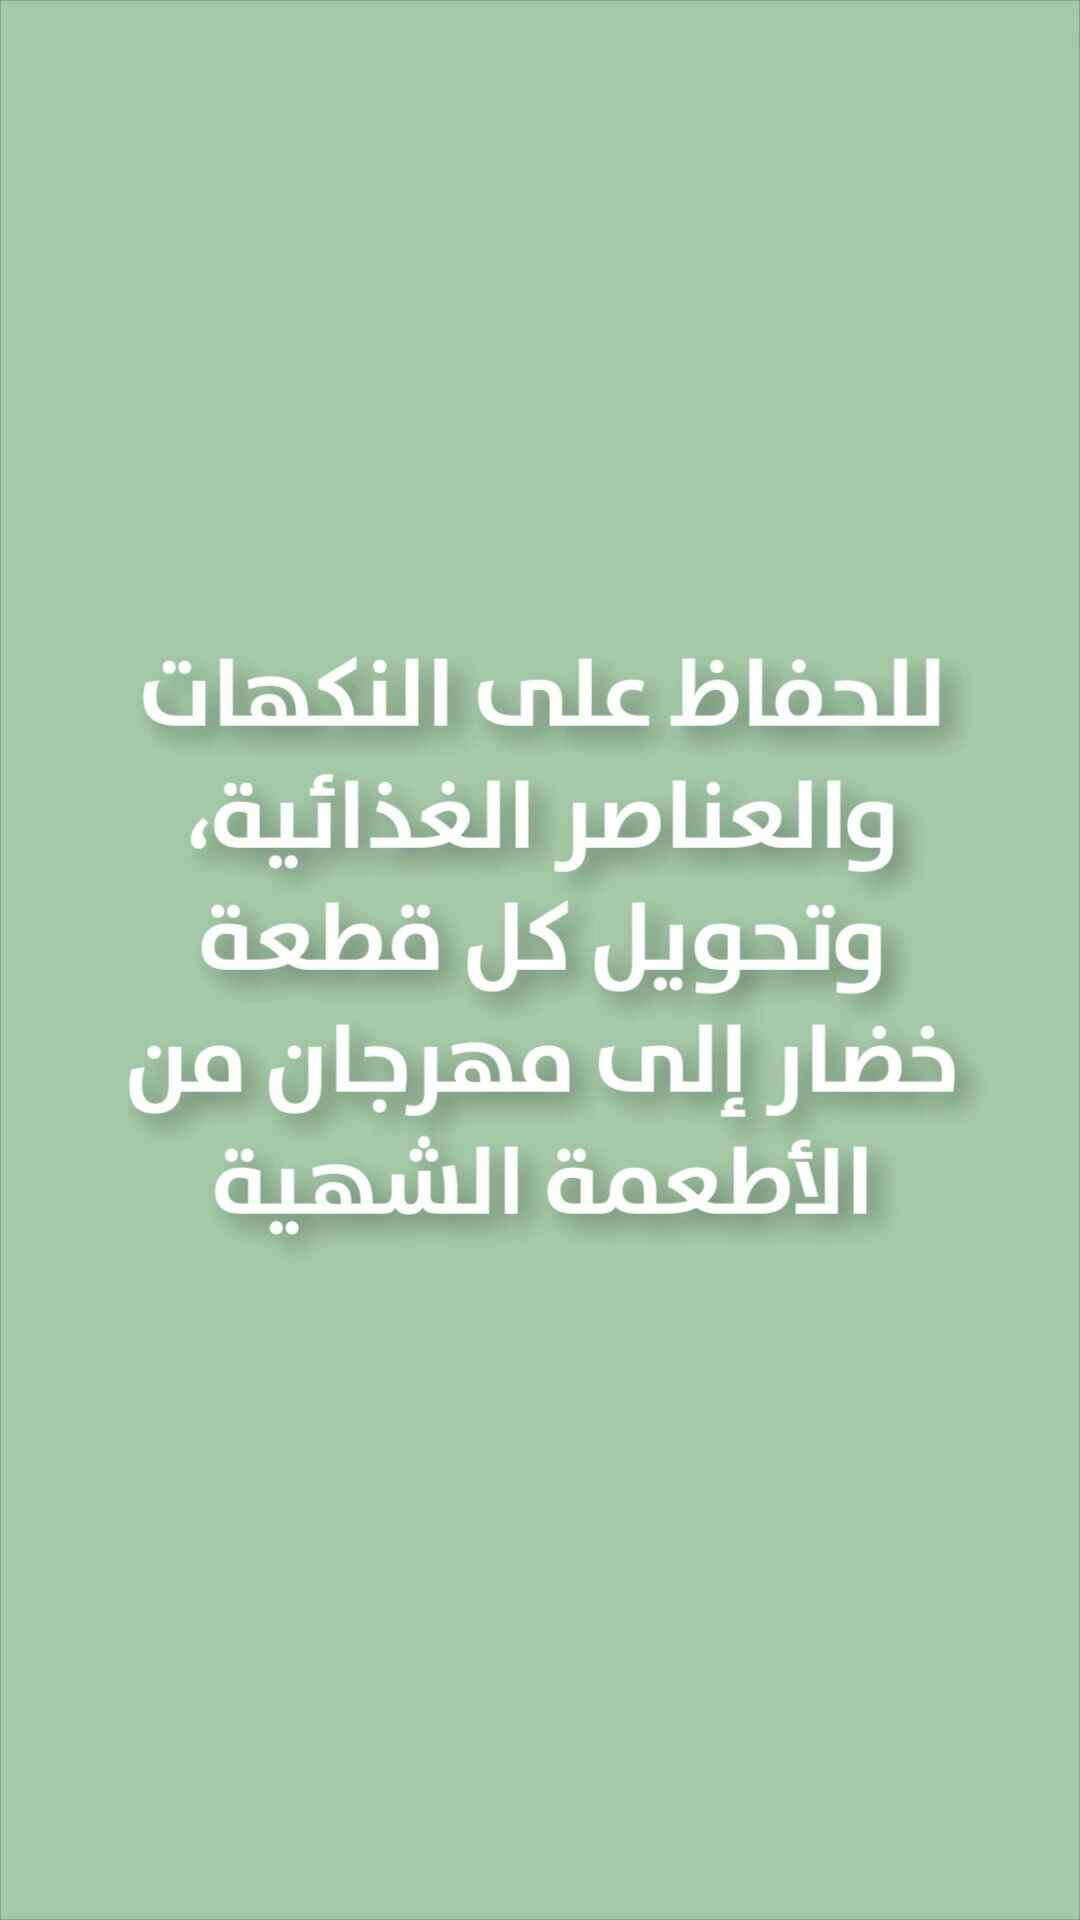 للحفاظ على النكهات
والعناصر الغذائية،
وتحويل كل قطعة
خضار إلى مهرجان من
الأطعمة الشهية